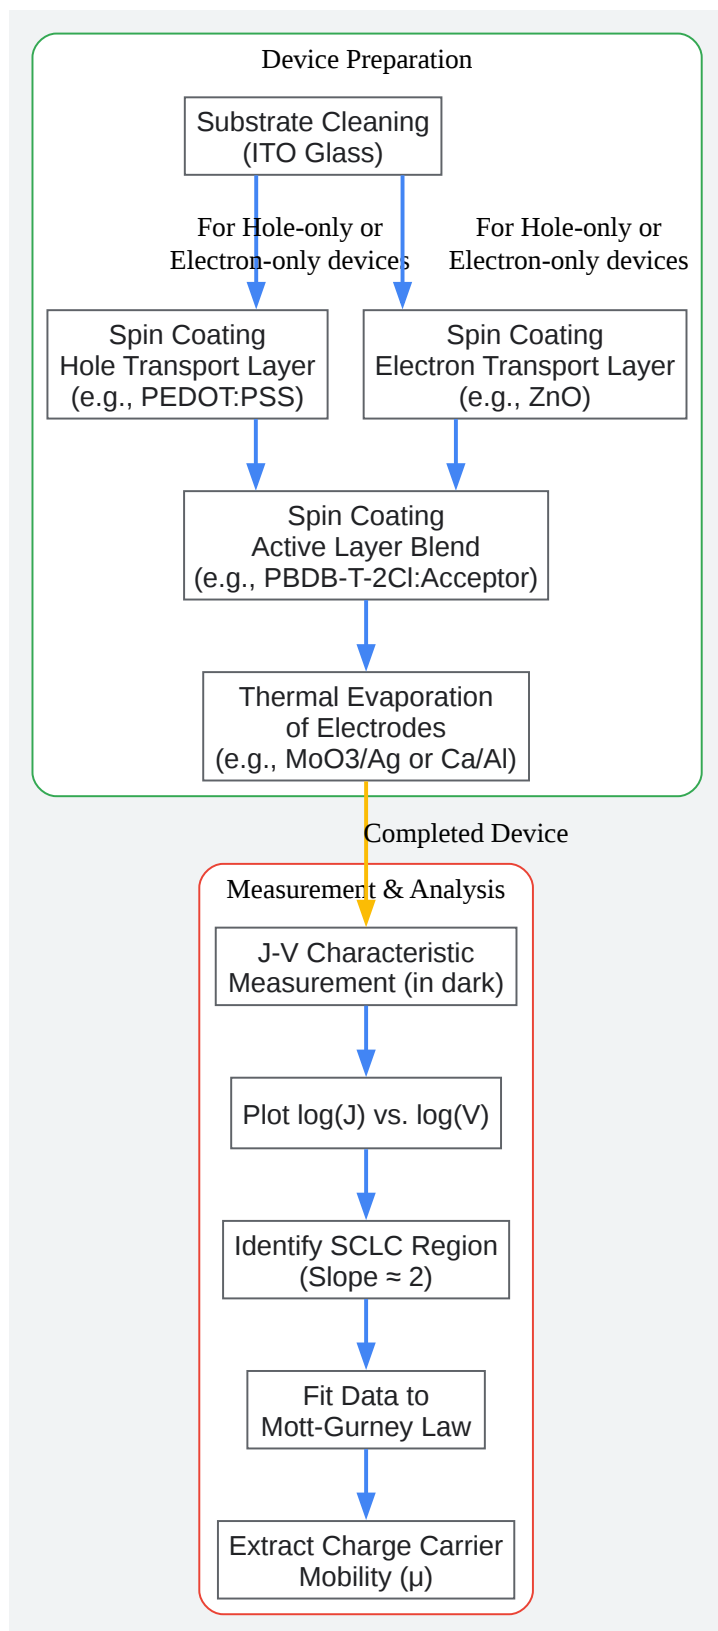 Device Preparation
Substrate Cleaning
(ITO Glass)
For Hole-only or
Electron-only devices
For Hole-only or
Electron-only devices
Spin Coating
Hole Transport Layer
(e.g., PEDOT:PSS)
Spin Coating
Electron Transport Layer
(e.g., ZnO)
Spin Coating
Active Layer Blend
(e.g., PBDB-T-2Cl:Acceptor)
Thermal Evaporation
of Electrodes
(e.g., MoO3/Ag or Ca/Al)
Completed Device
Measurement & Analysis
J-V Characteristic
Measurement (in dark)
Plot log(J) vs. log(V)
Identify SCLC Region
(Slope ≈ 2)
Fit Data to
Mott-Gurney Law
Extract Charge Carrier
Mobility (μ)